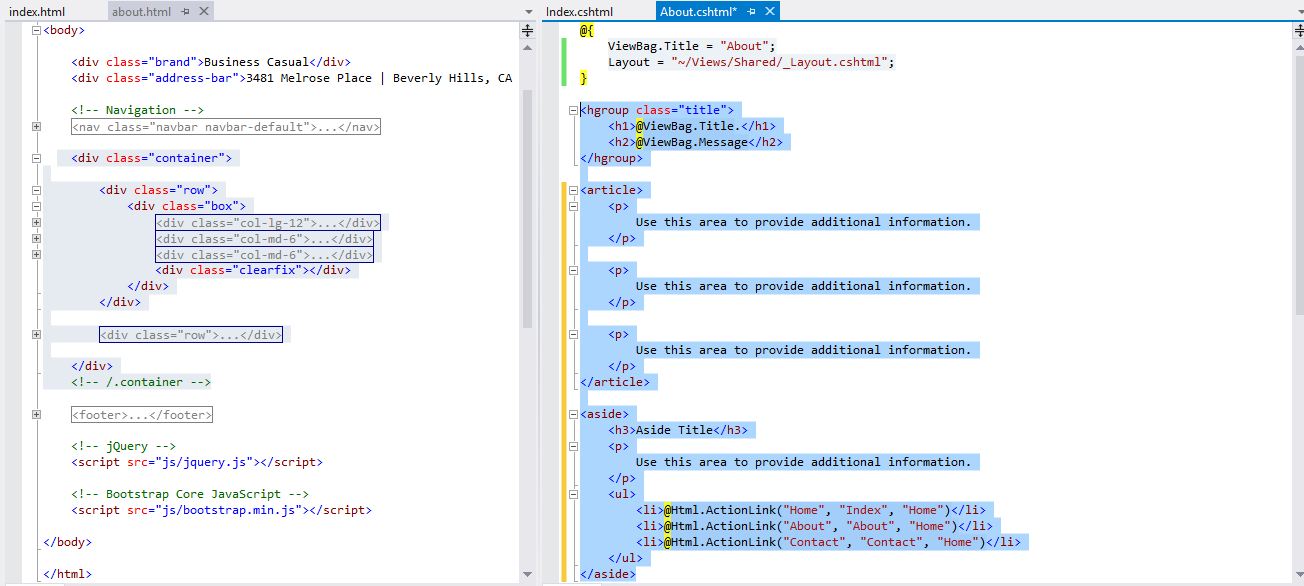 index.html
about.html
<body>
<div class="brand">Business Casual</div>
<div class="address-bar">3481 Melrose Place | Beverly Hills, CA
<!-- Navigation -->
<nav class="navbar navbar-default">...</nav>
<div class="container">
<div class="row">
<div class="box">
<div class="col-lg-12">...</div>
<div class="col-md-6">...</div>
<div class="col-md-6">...</div>
<div class="clearfix"></div>
</div>
</div>
<div class="row">...</div>
</div>
<!-- /.container -->
<footer>...</footer>
<!-- jQuery -->
<script src="js/jquery.js"></script>
<!-- Bootstrap Core JavaScript -->
<script src="js/bootstrap.min.js"></script>
</body>
</html>
Index.cshtml
About.cshtml*
@{
ViewBag.Title = "About";
Layout = "~/Views/Shared/_Layout.cshtml";
}
<hgroup class="title">
<h1>@ViewBag.Title.</h1>
<h2>@ViewBag.Message</h2>
</hgroup>
<article>
<p>
Use this area to provide additional information.
</p>
<p>
Use this area to provide additional information.
</p>
<p>
Use this area to provide additional information.
</p>
</article>
<aside>
<h3>Aside Title</h3>
<p>
Use this area to provide additional information.
</p>
<ul>
<li>@Html.ActionLink("Home", "Index", "Home")</li>
<li>@Html.ActionLink("About", "About", "Home")</li>
<li>@Html.ActionLink("Contact", "Contact", "Home")</li>
</ul>
</aside>